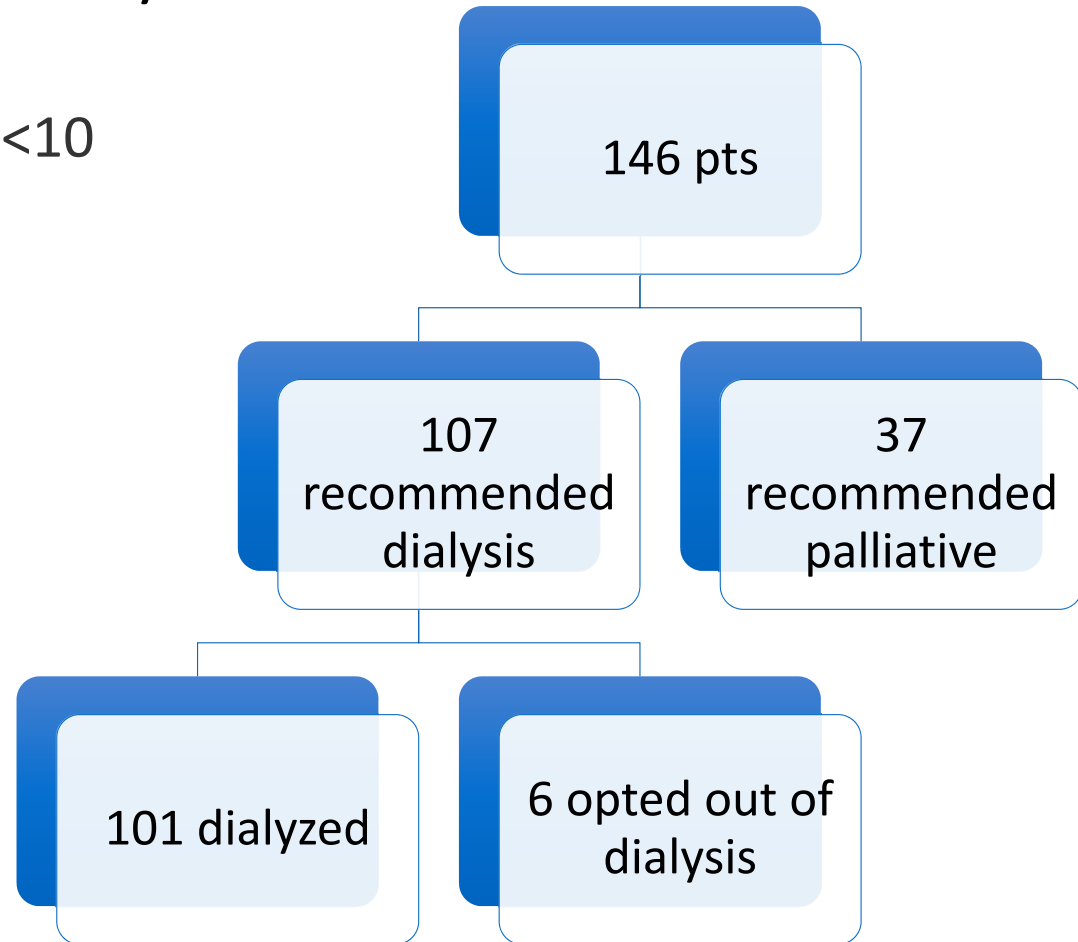 <10
146 pts
107
recommended
dialysis
37
recommended
palliative
101 dialyzed
6 opted out of
dialysis